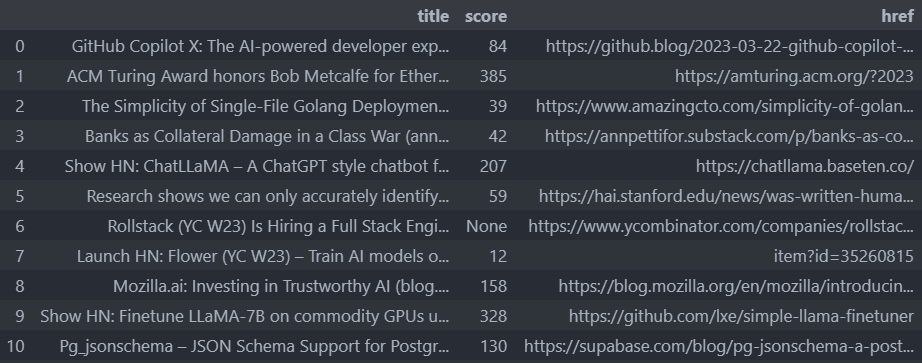 title score href
0 GitHub Copilot X: The AI-powered developer exp... 84 https://github.blog/2023-03-22-github-copilot-...
1 ACM Turing Award honors Bob Metcalfe for Ether... 385 https://amturing.acm.org/?2023
2 The Simplicity of Single-File Golang Deploymen... 39 https://www.amazingcto.com/simplicity-of-golan...
3 Banks as Collateral Damage in a Class War (ann... 42 https://annpettifor.substack.com/p/banks-as-co...
4 Show HN: ChatLLaMA – A ChatGPT style chatbot f... 207 https://chatllama.baseten.co/
5 Research shows we can only accurately identify... 59 https://hai.stanford.edu/news/was-written-huma...
6 Rollstack (YC W23) Is Hiring a Full Stack Engi... None https://www.ycombinator.com/companies/rollstac...
7 Launch HN: Flower (YC W23) – Train AI models o... 12 item?id=35260815
8 Mozilla.ai: Investing in Trustworthy AI (blog.... 158 https://blog.mozilla.org/en/mozilla/introducin...
9 Show HN: Finetune LLaMA-7B on commodity GPUs u... 328 https://github.com/lxe/simple-llama-finetuner
10 Pg_jsonschema – JSON Schema Support for Postgr... 130 https://supabase.com/blog/pg-jsonschema-a-post...